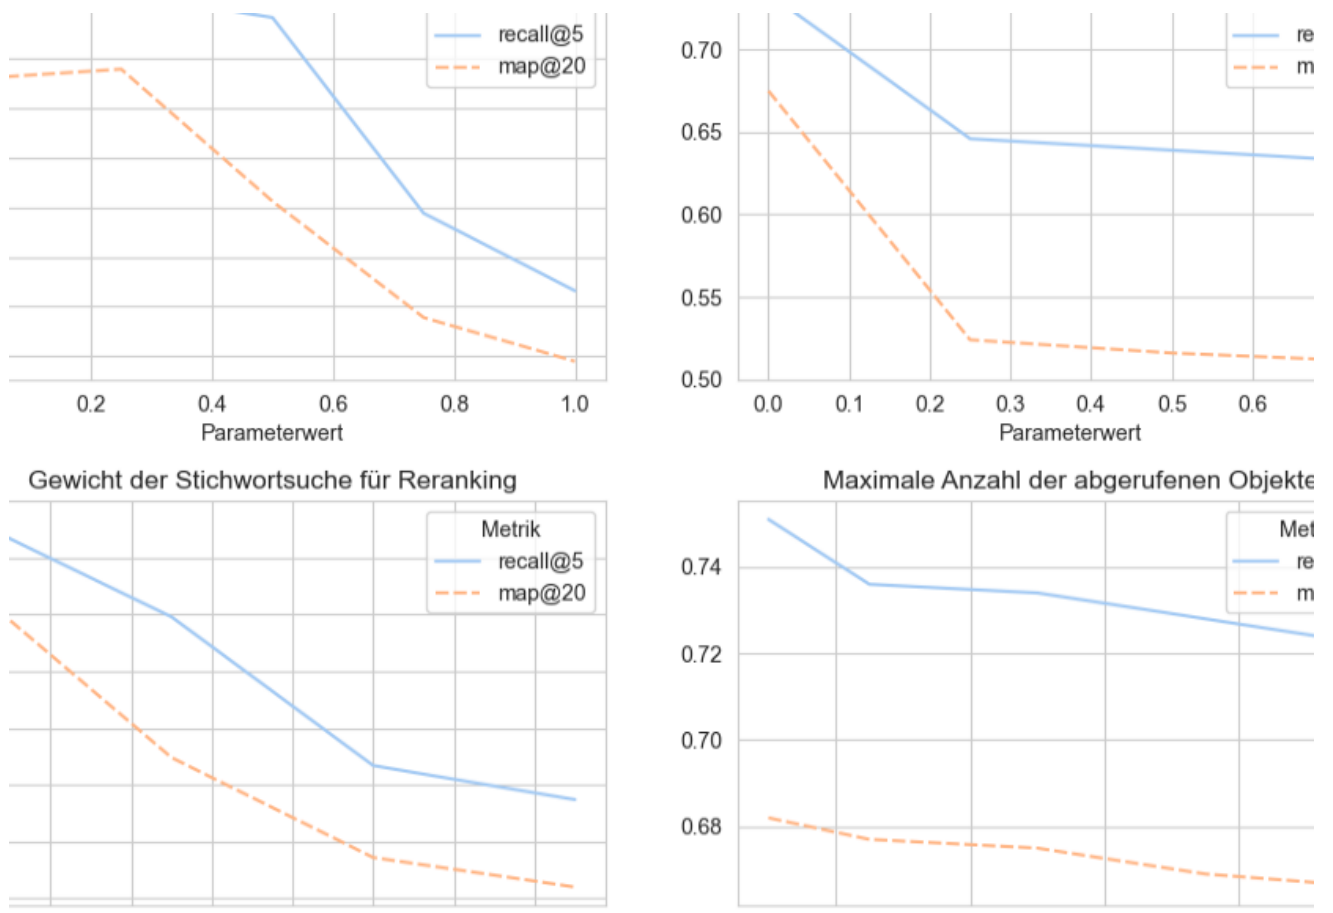 recall@5
map@20
0.2 0.4 0.6 0.8 1.0
Parameterwert
re
m
0.70
0.65
0.60
0.55
0.50
0.0 0.1 0.2 0.3 0.4 0.5 0.6
Parameterwert
Gewicht der Stichwortsuche für Reranking
Metrik
recall@5
map@20
Maximale Anzahl der abgerufenen Objekte
Met
re
m
0.74
0.72
0.70
0.68